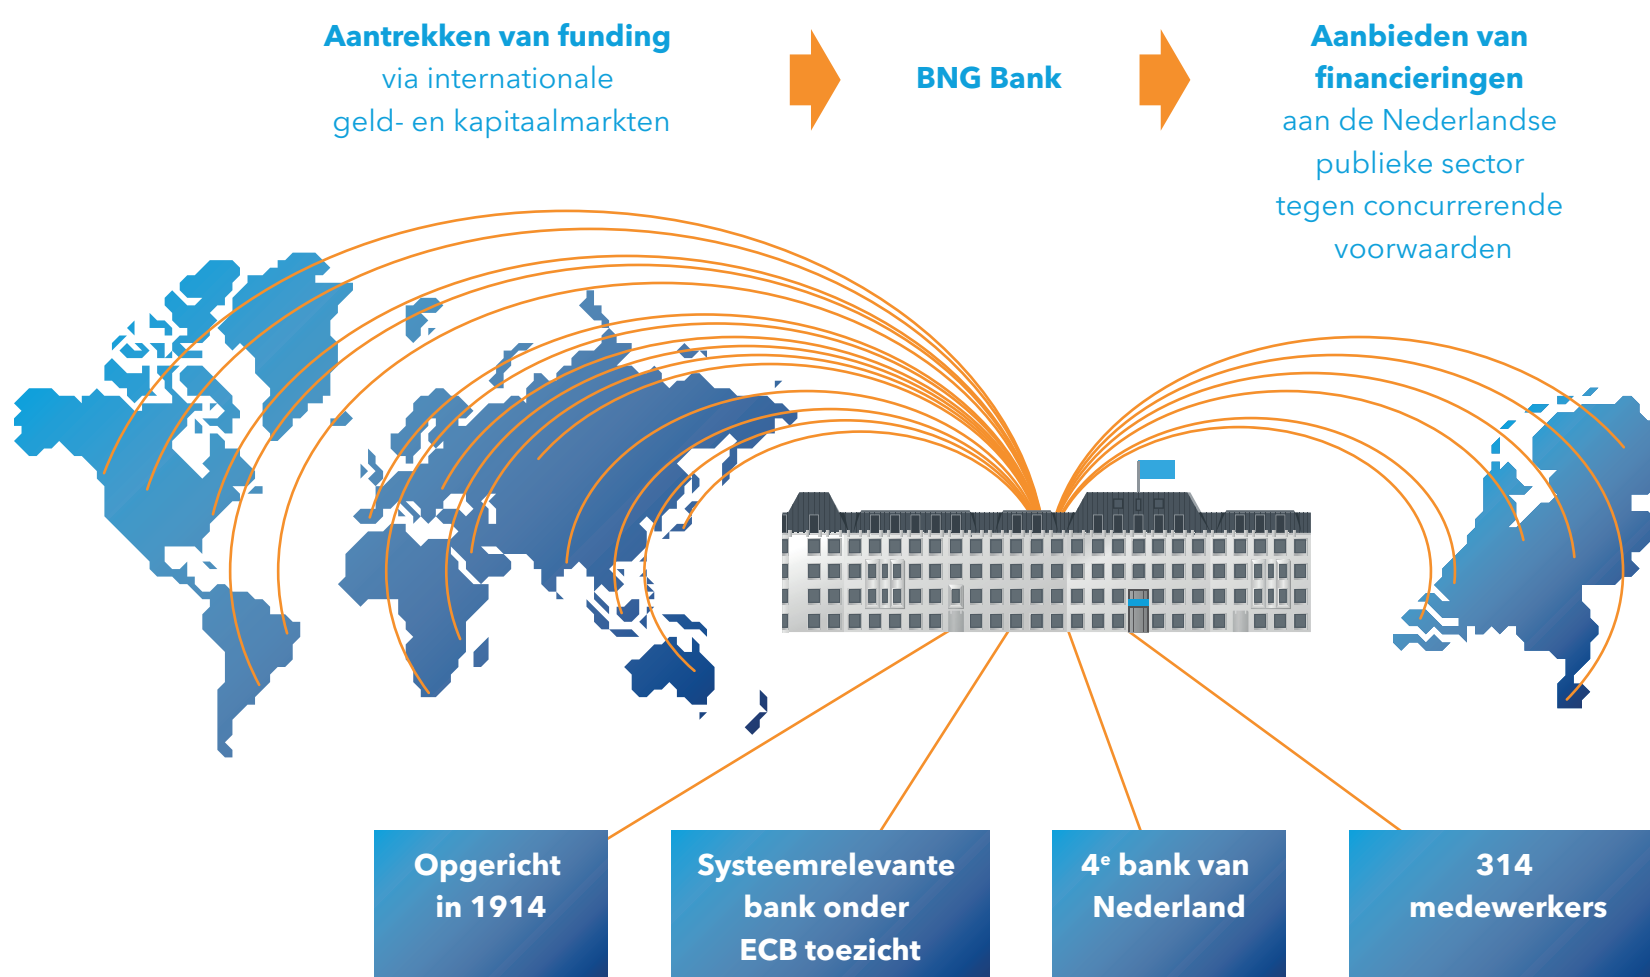 Aantrekken van funding
via internationale
geld- en kapitaalmarkten
BNG Bank
Aanbieden van
financieringen
aan de Nederlandse
publieke sector
tegen concurrerende
voorwaarden
Opgericht
in 1914
Systeemrelevante
bank onder
ECB toezicht
4e bank van
Nederland
314
medewerkers